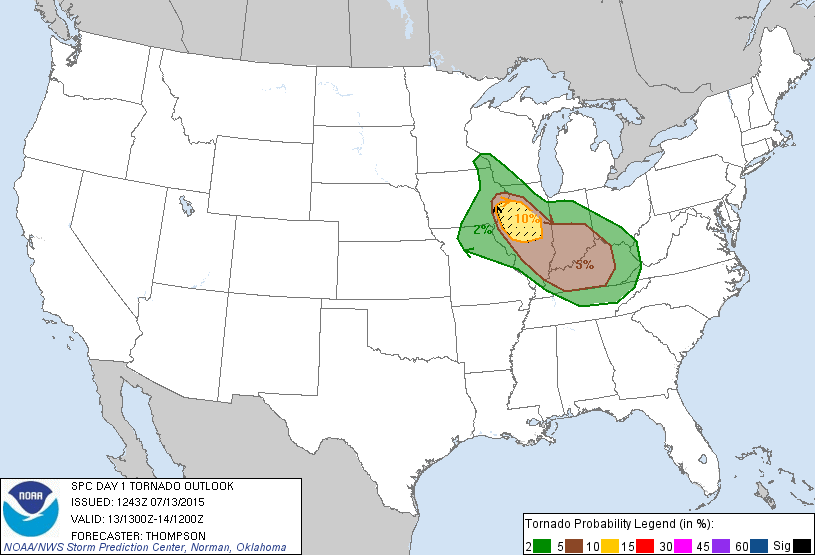 10%
2%
5%
NOAA
SPC DAY 1 TORNADO OUTLOOK
ISSUED: 1243Z 07/13/2015
VALID: 13/1300Z-14/1200Z
FORECASTER: THOMPSON
NOAA/NWS Storm Prediction Center, Norman, Oklahoma
Tornado Probability Legend (in %):
2 5 10 15 30 45 60 Sig